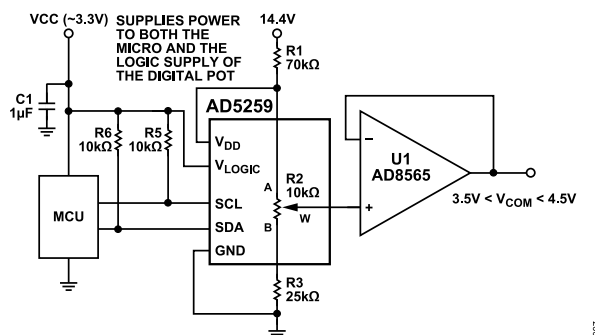 VCC (~3.3V)
SUPPLIES POWER
TO BOTH THE
MICRO AND THE
LOGIC SUPPLY OF
THE DIGITAL POT
14.4V
R1
70kΩ
C1
1µF
R6
10kΩ
R5
10kΩ
AD5259
VDD
VLOGIC
SCL
SDA
GND
MCU
A
R2
10kΩ
B
W
R3
25kΩ
−
+
U1
AD8565
3.5V < VCOM < 4.5V